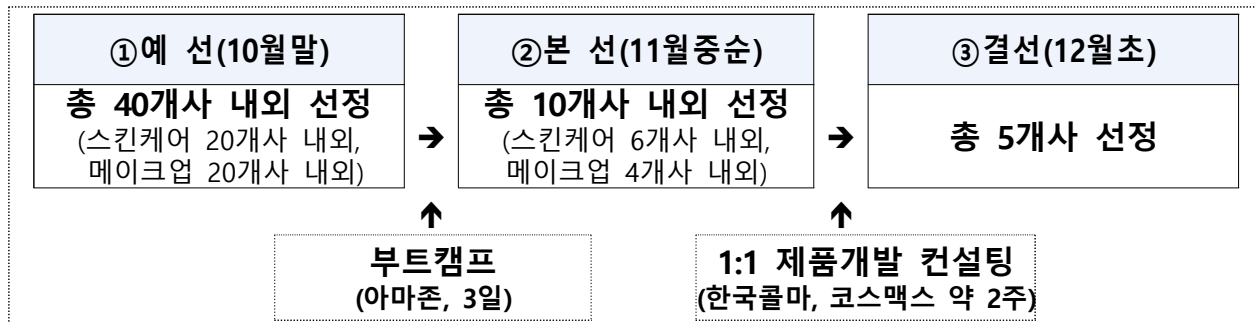 ①예 선(10월말)
총 40개사 내외 선정
(스킨케어 20개사 내외,
메이크업 20개사 내외)
➔
②본 선(11월중순)
총 10개사 내외 선정
(스킨케어 6개사 내외,
메이크업 4개사 내외)
➔
③결선(12월초)
총 5개사 선정
부트캠프
(아마존, 3일)
1:1 제품개발 컨설팅
(한국콜마, 코스맥스 약 2주)